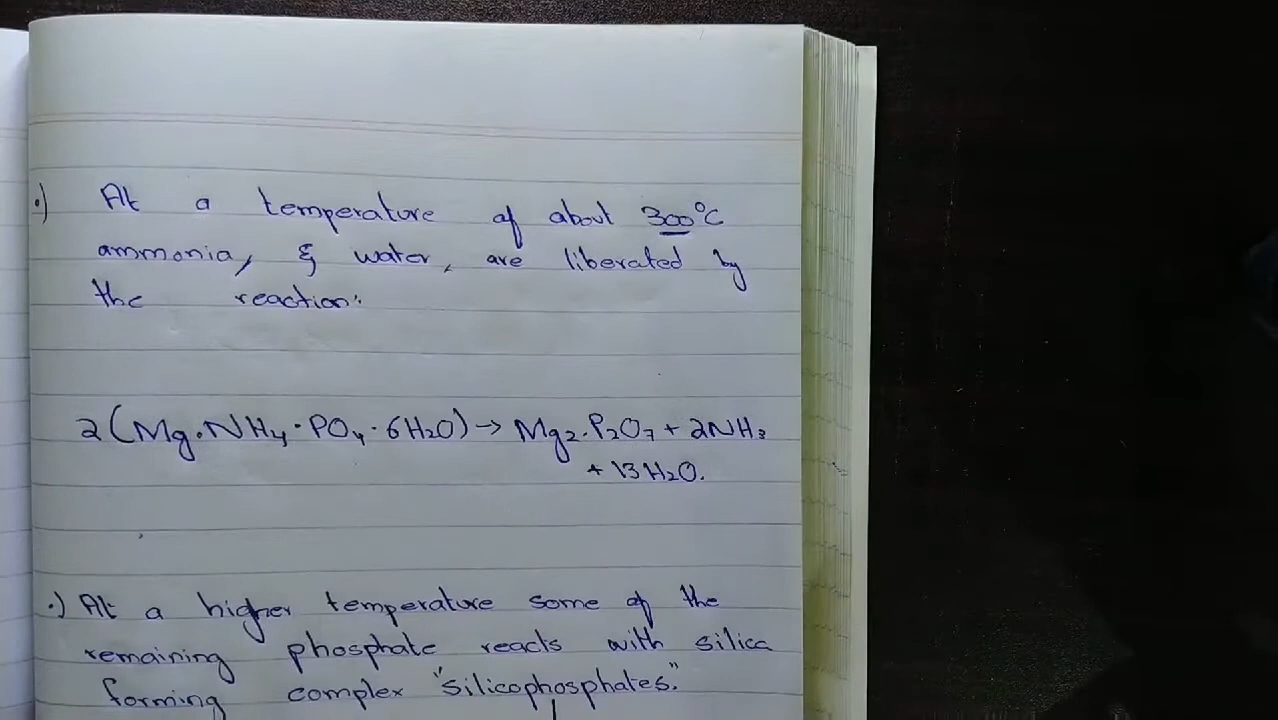 •) At a temperature of about 300°C
ammonia, & water, are liberated by
the reaction:
2(Mg·NH₄·PO₄·6H₂O) → Mg₂·P₂O₇ + 2NH₃
+ 13H₂O.
•) At a higher temperature some of the
remaining phosphate reacts with silica
forming complex "silicophosphates."